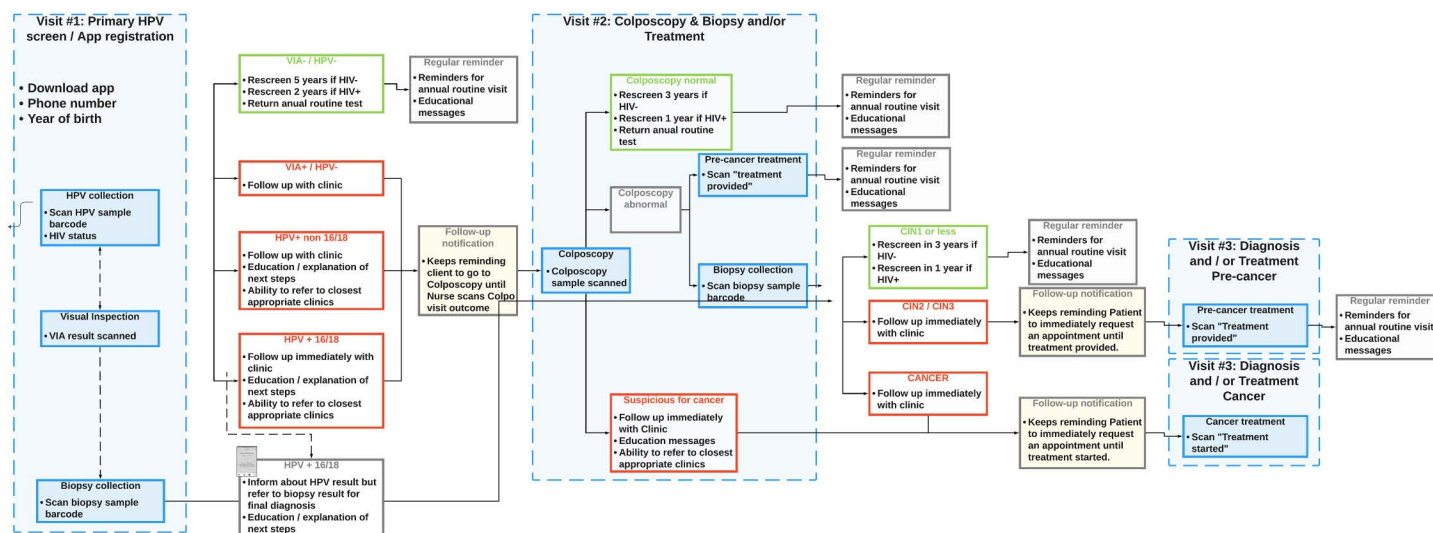 Visit #1: Primary HPV
screen / App registration
• Download app
• Phone number
• Year of birth
HPV collection
• Scan HPV sample
barcode
• HIV status
Visual Inspection
• VIA result scanned
Biopsy collection
• Scan biopsy sample
barcode
VIA- / HPV-
• Rescreen 5 years if HIV-
• Rescreen 2 years if HIV+
• Return anual routine test
Regular reminder
• Reminders for
annual routine visit
• Educational
messages
VIA+ / HPV-
• Follow up with clinic
HPV+ non 16/18
• Follow up with clinic
• Education / explanation of
next steps
• Ability to refer to closest
appropriate clinics
HPV + 16/18
• Follow up immediately with
clinic
• Education / explanation of
next steps
• Ability to refer to closest
appropriate clinics
HPV + 16/18
• Inform about HPV result but
refer to biopsy result for
final diagnosis
• Education / explanation of
next steps
Follow-up
notification
• Keeps reminding
client to go to
Colposcopy until
Nurse scans Colpo
visit outcome
Visit #2: Colposcopy & Biopsy and/or
Treatment
Colposcopy
• Colposcopy
sample scanned
Colposcopy normal
• Rescreen 3 years if
HIV-
• Rescreen 1 year if HIV+
• Return anual routine
test
Regular reminder
• Reminders for
annual routine visit
• Educational
messages
Colposcopy
abnormal
Pre-cancer treatment
• Scan "treatment
provided"
Regular reminder
• Reminders for
annual routine visit
• Educational
messages
Biopsy collection
• Scan biopsy sample
barcode
Suspicious for cancer
• Follow up immediately
with Clinic
• Education messages
• Ability to refer to closest
appropriate clinics
CIN1 or less
• Rescreen in 3 years if
HIV-
• Rescreen in 1 year if
HIV+
Regular reminder
• Reminders for
annual routine visit
• Educational
messages
CIN2 / CIN3
• Follow up immediately
with clinic
Follow-up notification
• Keeps reminding Patient
to immediately request
an appointment until
treatment provided.
CANCER
• Follow up immediately
with clinic
Follow-up notification
• Keeps reminding Patient
to immediately request
an appointment until
treatment started.
Visit #3: Diagnosis
and / or Treatment
Pre-cancer
Pre-cancer treatment
• Scan "Treatment
provided"
Regular reminder
• Reminders for
annual routine visit
• Educational
messages
Visit #3: Diagnosis
and / or Treatment
Cancer
Cancer treatment
• Scan "Treatment
started"